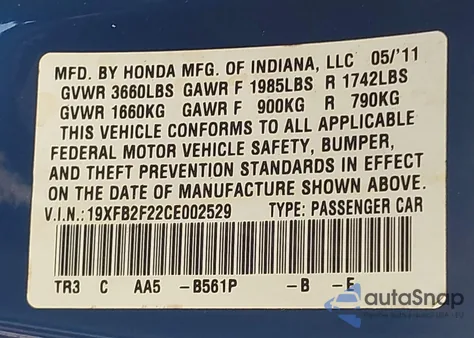 MFD. BY HONDA MFG. OF INDIANA, LLC 05/'11
GVWR 3660LBS GAWR F 1985LBS R 1742LBS
GVWR 1660KG GAWR F 900KG R 790KG
THIS VEHICLE CONFORMS TO ALL APPLICABLE
FEDERAL MOTOR VEHICLE SAFETY, BUMPER,
AND THEFT PREVENTION STANDARDS IN EFFECT
ON THE DATE OF MANUFACTURE SHOWN ABOVE.
V.I.N.: 19XFB2F22CE002529 TYPE: PASSENGER CAR
TR3 C AA5 -B561P -B -E
autoSnap